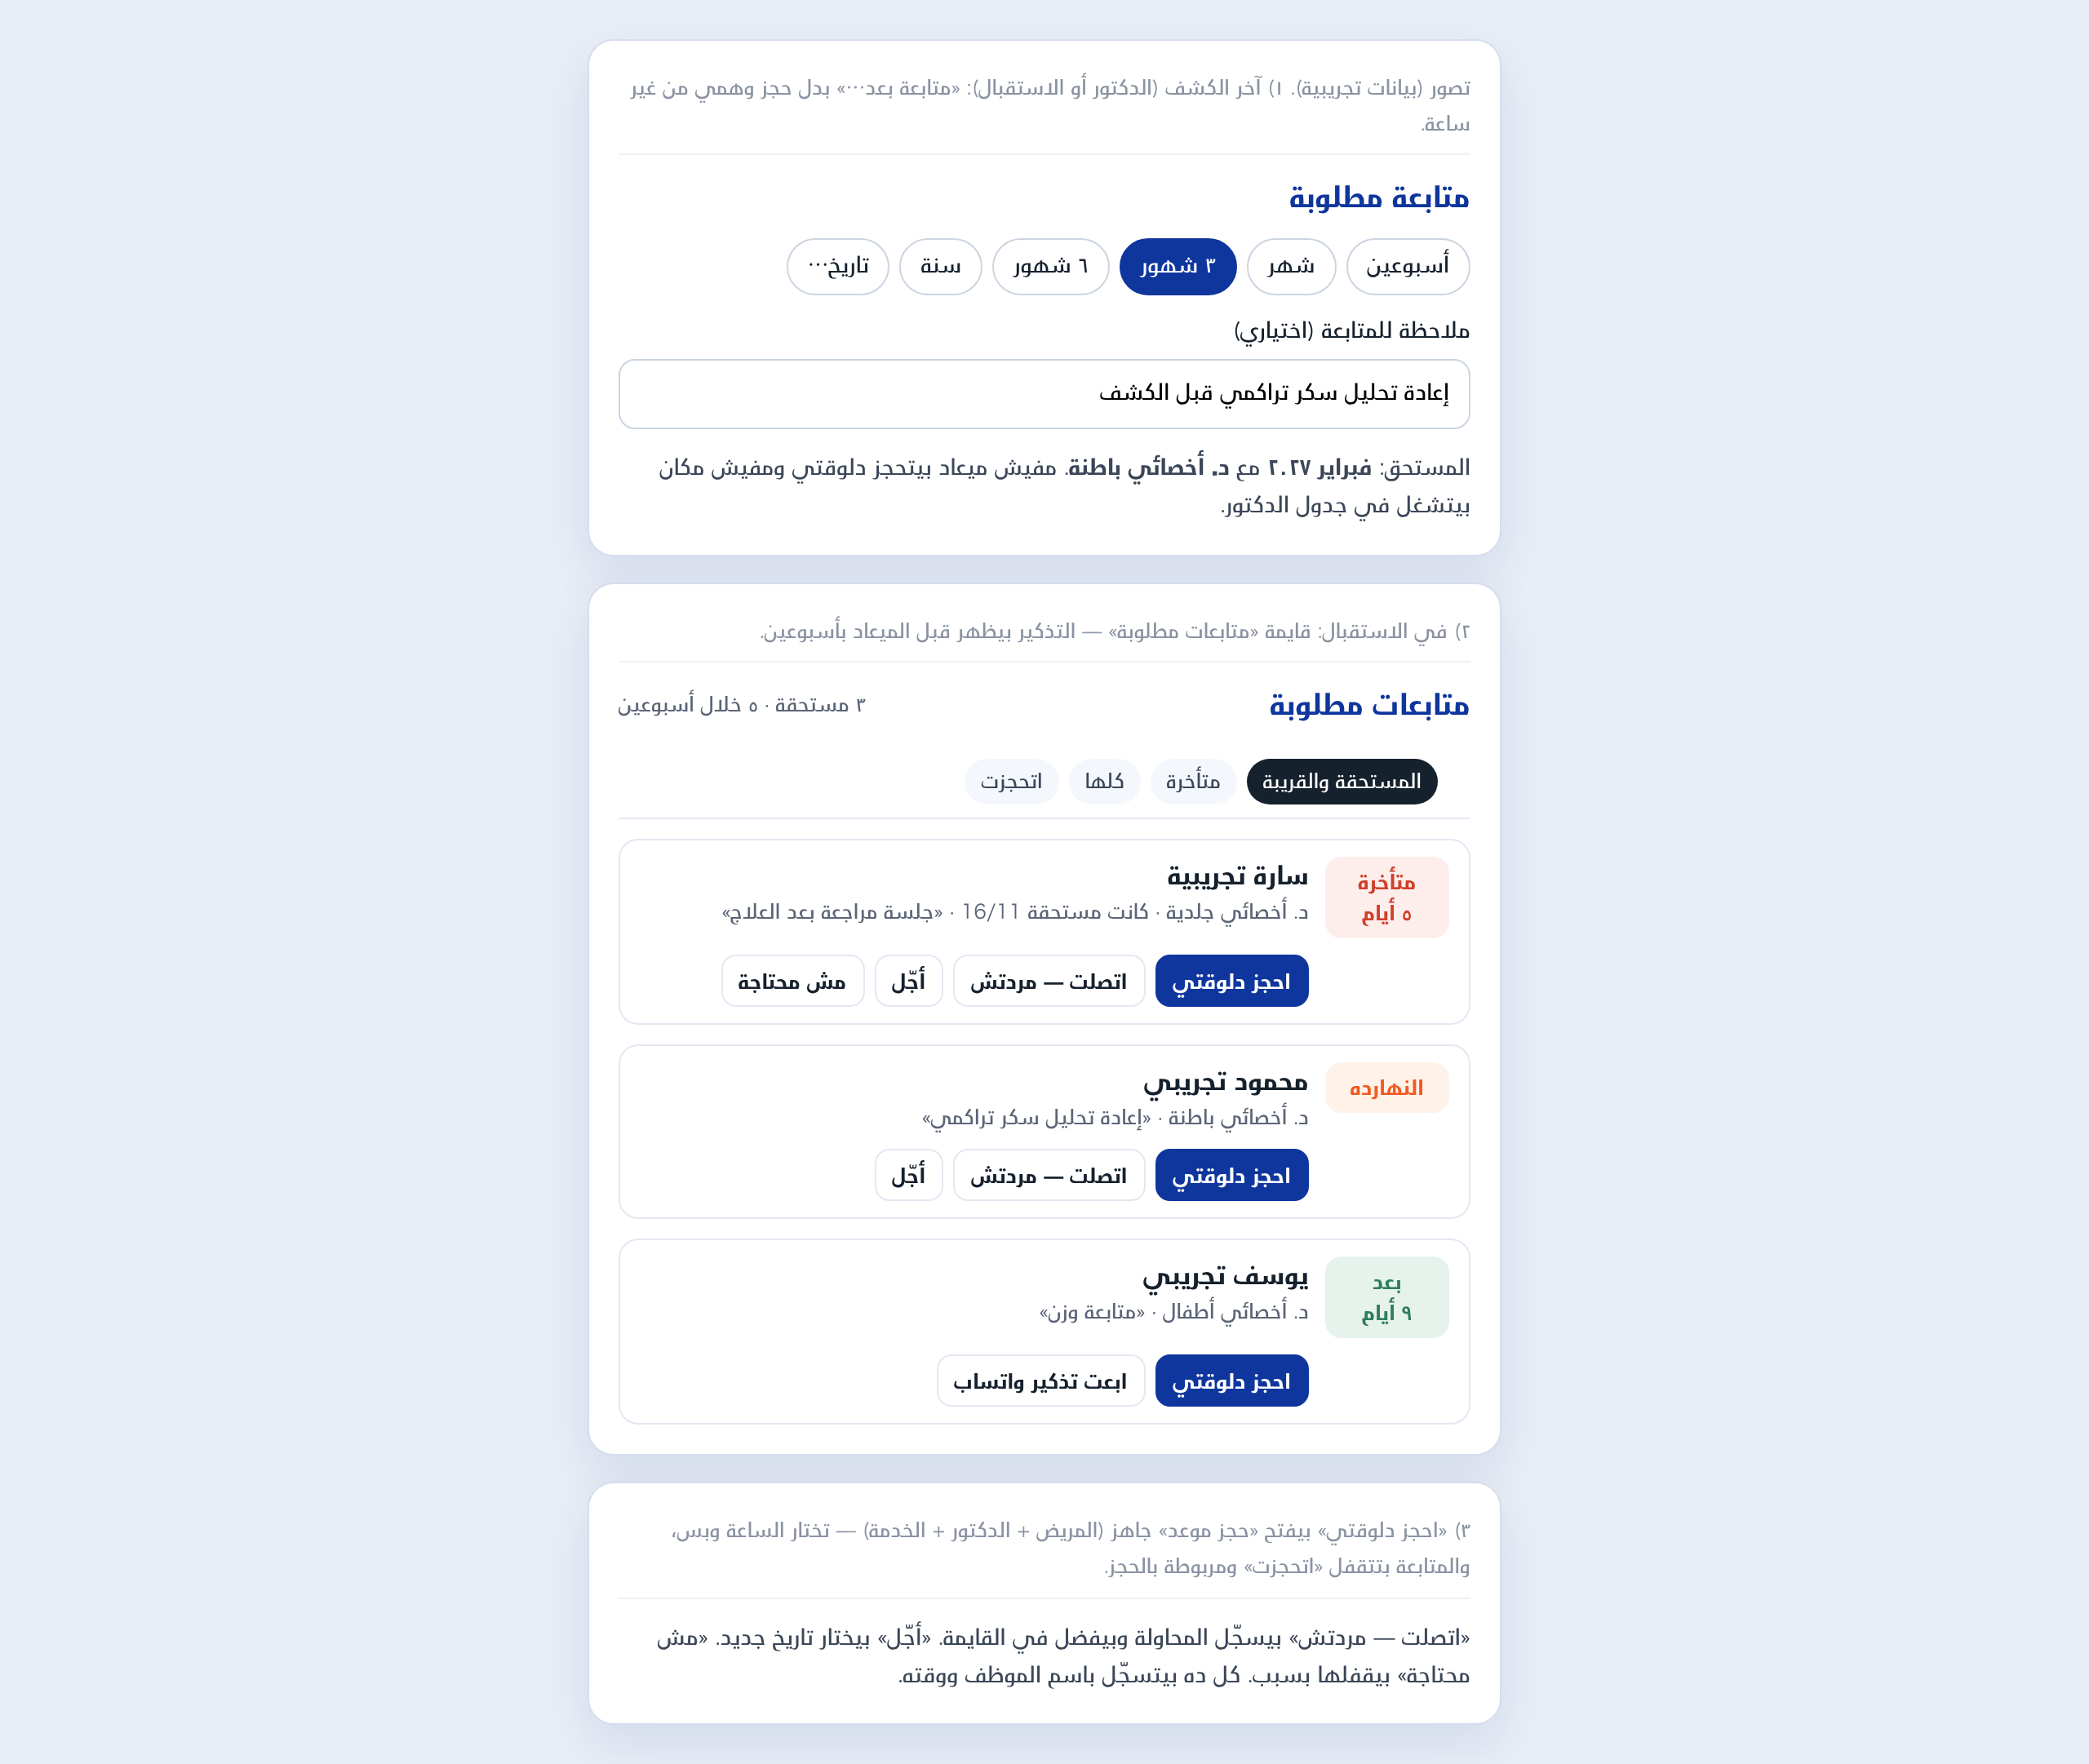 تصور (بيانات تجريبية). ١) آخر الكشف (الدكتور أو الاستقبال): «متابعة بعد…» بدل حجز وهمي من غير
ساعة.
متابعة مطلوبة
أسبوعين
شهر
٣ شهور
٦ شهور
سنة
تاريخ…
ملاحظة للمتابعة (اختياري)
إعادة تحليل سكر تراكمي قبل الكشف
المستحق: فبراير ٢٠٢٧ مع د. أخصائي باطنة. مفيش ميعاد بيتحجز دلوقتي ومفيش مكان
بيتشغل في جدول الدكتور.
٢) في الاستقبال: قايمة «متابعات مطلوبة» — التذكير بيظهر قبل الميعاد بأسبوعين.
متابعات مطلوبة
٣ مستحقة · ٥ خلال أسبوعين
المستحقة والقريبة
متأخرة
كلها
اتحجزت
متأخرة
٥ أيام
سارة تجريبية
د. أخصائي جلدية · كانت مستحقة 16/11 · «جلسة مراجعة بعد العلاج»
احجز دلوقتي
اتصلت — مردتش
أجّل
مش محتاجة
النهارده
محمود تجريبي
د. أخصائي باطنة · «إعادة تحليل سكر تراكمي»
احجز دلوقتي
اتصلت — مردتش
أجّل
بعد
٩ أيام
يوسف تجريبي
د. أخصائي أطفال · «متابعة وزن»
احجز دلوقتي
ابعت تذكير واتساب
٣) «احجز دلوقتي» بيفتح «حجز موعد» جاهز (المريض + الدكتور + الخدمة) — تختار الساعة وبس،
والمتابعة بتتقفل «اتحجزت» ومربوطة بالحجز.
«اتصلت — مردتش» بيسجّل المحاولة وبيفضل في القايمة. «أجّل» بيختار تاريخ جديد. «مش
محتاجة» بيقفلها بسبب. كل ده بيتسجّل باسم الموظف ووقته.